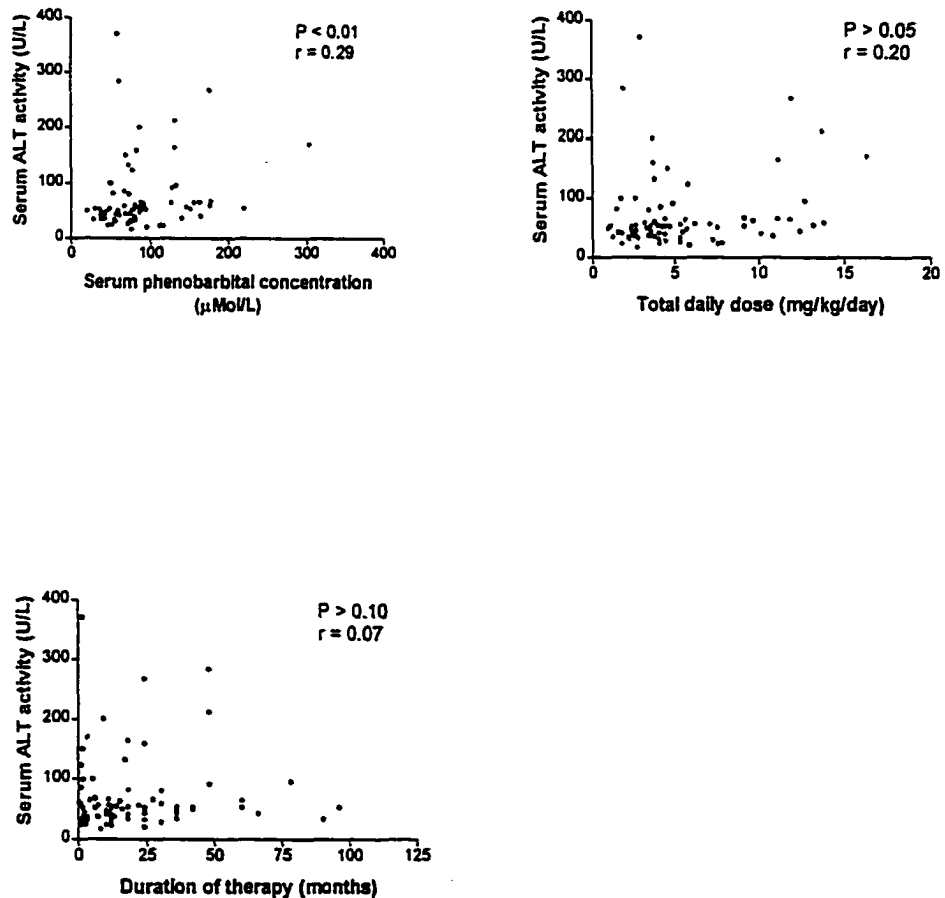 400
300
200
100
0
Serum ALT activity (U/L)
P < 0.01
r = 0.29
0 100 200 300 400
Serum phenobarbital concentration
(μMol/L)
400
300
200
100
0
Serum ALT activity (U/L)
P > 0.05
r = 0.20
0 5 10 15 20
Total daily dose (mg/kg/day)
400
300
200
100
0
Serum ALT activity (U/L)
P > 0.10
r = 0.07
0 25 50 75 100 125
Duration of therapy (months)